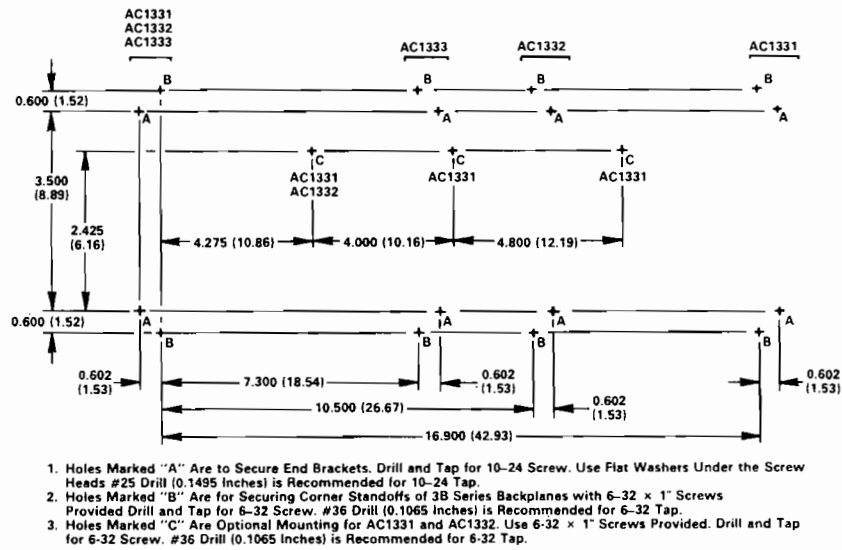 AC1331
AC1332
AC1333
AC1333
AC1332
AC1331
B
B
B
B
0.600 (1.52)
A
A
A
A
C
C
C
AC1331
AC1332
AC1331
AC1331
3.500
(8.89)
2.425
(6.16)
4.275 (10.86)
4.000 (10.16)
4.800 (12.19)
0.600 (1.52)
A
A
A
A
B
B
B
B
0.602
(1.53)
7.300 (18.54)
0.602
(1.53)
0.602
(1.53)
10.500 (26.67)
0.602
(1.53)
16.900 (42.93)
1. Holes Marked "A" Are to Secure End Brackets. Drill and Tap for 10–24 Screw. Use Flat Washers Under the Screw
Heads #25 Drill (0.1495 Inches) is Recommended for 10–24 Tap.
2. Holes Marked "B" Are for Securing Corner Standoffs of 3B Series Backplanes with 6–32 × 1" Screws
Provided Drill and Tap for 6–32 Screw. #36 Drill (0.1065 Inches) is Recommended for 6–32 Tap.
3. Holes Marked "C" Are Optional Mounting for AC1331 and AC1332. Use 6-32 × 1" Screws Provided. Drill and Tap
for 6-32 Screw. #36 Drill (0.1065 Inches) is Recommended for 6-32 Tap.